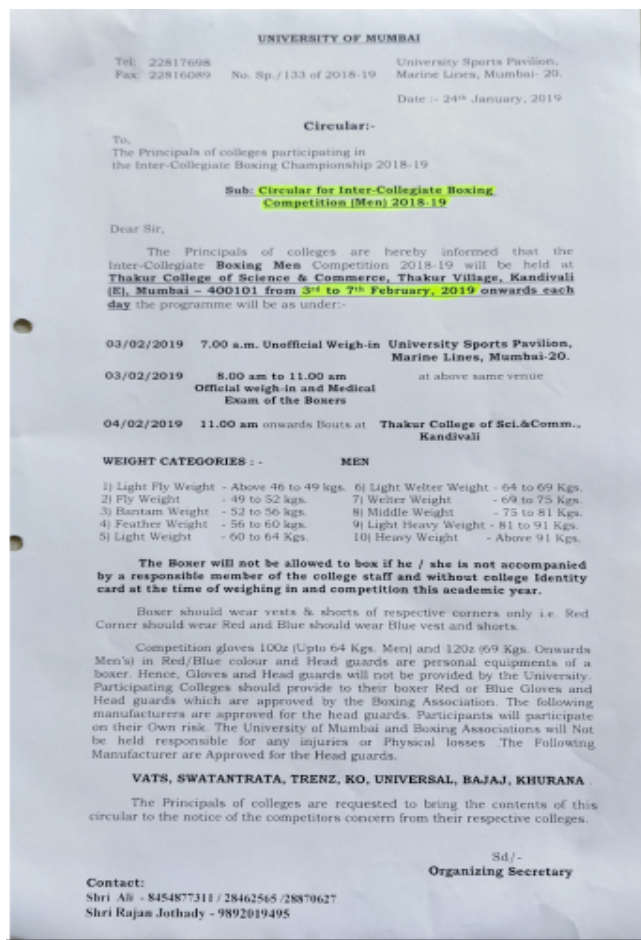 UNIVERSITY OF MUMBAI
Tel: 22817698 University Sports Pavilion,
Fax: 22816089 No. Sp./133 of 2018-19 Marine Lines, Mumbai- 20.
Date :- 24th January, 2019
Circular:-
To,
The Principals of colleges participating in
the Inter-Collegiate Boxing Championship 2018-19
Sub: Circular for Inter-Collegiate Boxing
Competition (Men) 2018-19
Dear Sir,
The Principals of colleges are hereby informed that the
Inter-Collegiate Boxing Men Competition 2018-19 will be held at
Thakur College of Science & Commerce, Thakur Village, Kandivali
(E), Mumbai – 400101 from 3rd to 7th February, 2019 onwards each
day the programme will be as under:-
03/02/2019 7.00 a.m. Unofficial Weigh-in University Sports Pavilion,
Marine Lines, Mumbai-20.
03/02/2019 8.00 am to 11.00 am at above same venue
Official weigh-in and Medical
Exam of the Boxers
04/02/2019 11.00 am onwards Bouts at Thakur College of Sci.&Comm.,
Kandivali
WEIGHT CATEGORIES : - MEN
1) Light Fly Weight - Above 46 to 49 kgs. 6) Light Welter Weight - 64 to 69 Kgs.
2) Fly Weight - 49 to 52 kgs. 7) Welter Weight - 69 to 75 Kgs.
3) Bantam Weight - 52 to 56 kgs. 8) Middle Weight - 75 to 81 Kgs.
4) Feather Weight - 56 to 60 kgs. 9) Light Heavy Weight - 81 to 91 Kgs.
5) Light Weight - 60 to 64 Kgs. 10) Heavy Weight - Above 91 Kgs.
The Boxer will not be allowed to box if he / she is not accompanied
by a responsible member of the college staff and without college Identity
card at the time of weighing in and competition this academic year.
Boxer should wear vests & shorts of respective corners only i.e. Red
Corner should wear Red and Blue should wear Blue vest and shorts.
Competition gloves 10oz (Upto 64 Kgs. Men) and 12oz (69 Kgs. Onwards
Men's) in Red/Blue colour and Head guards are personal equipments of a
boxer. Hence, Gloves and Head guards will not be provided by the University.
Participating Colleges should provide to their boxer Red or Blue Gloves and
Head guards which are approved by the Boxing Association. The following
manufacturers are approved for the head guards. Participants will participate
on their Own risk. The University of Mumbai and Boxing Associations will Not
be held responsible for any injuries or Physical losses .The Following
Manufacturer are Approved for the Head guards.
VATS, SWATANTRATA, TRENZ, KO, UNIVERSAL, BAJAJ, KHURANA .
The Principals of colleges are requested to being the contents of this
circular to the notice of the competitors concern from their respective colleges.
Sd/-
Organizing Secretary
Contact:
Shri Ali - 8454877311 / 28462565 /28870627
Shri Rajan Jothady - 9892019495